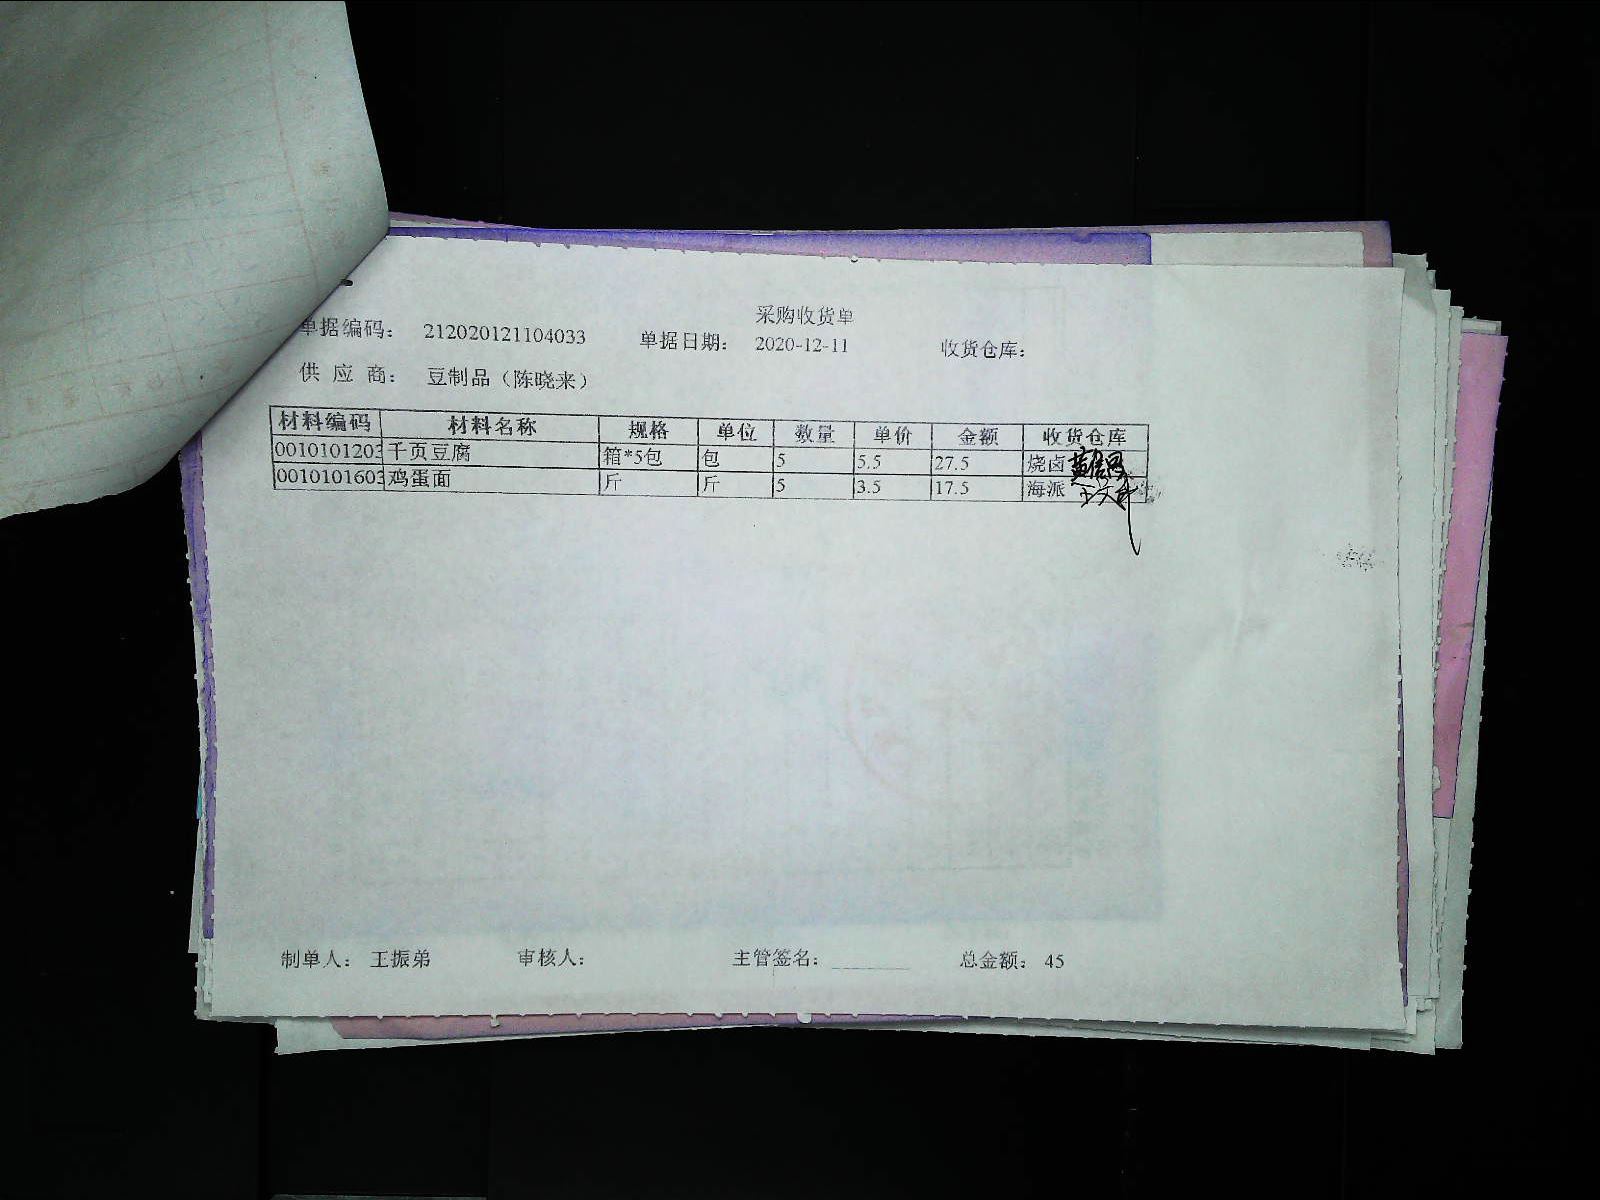 采购收货单
单据编码： 212020121104033 单据日期： 2020-12-11 收货仓库：
供 应 商： 豆制品（陈晓来）
材料编码 材料名称 规格 单位 数量 单价 金额 收货仓库
0010101203 千页豆腐 箱*5包 包 5 5.5 27.5 烧卤
0010101603 鸡蛋面 斤 斤 5 3.5 17.5 海派
制单人： 王振弟 审核人： 主管签名： 总金额： 45